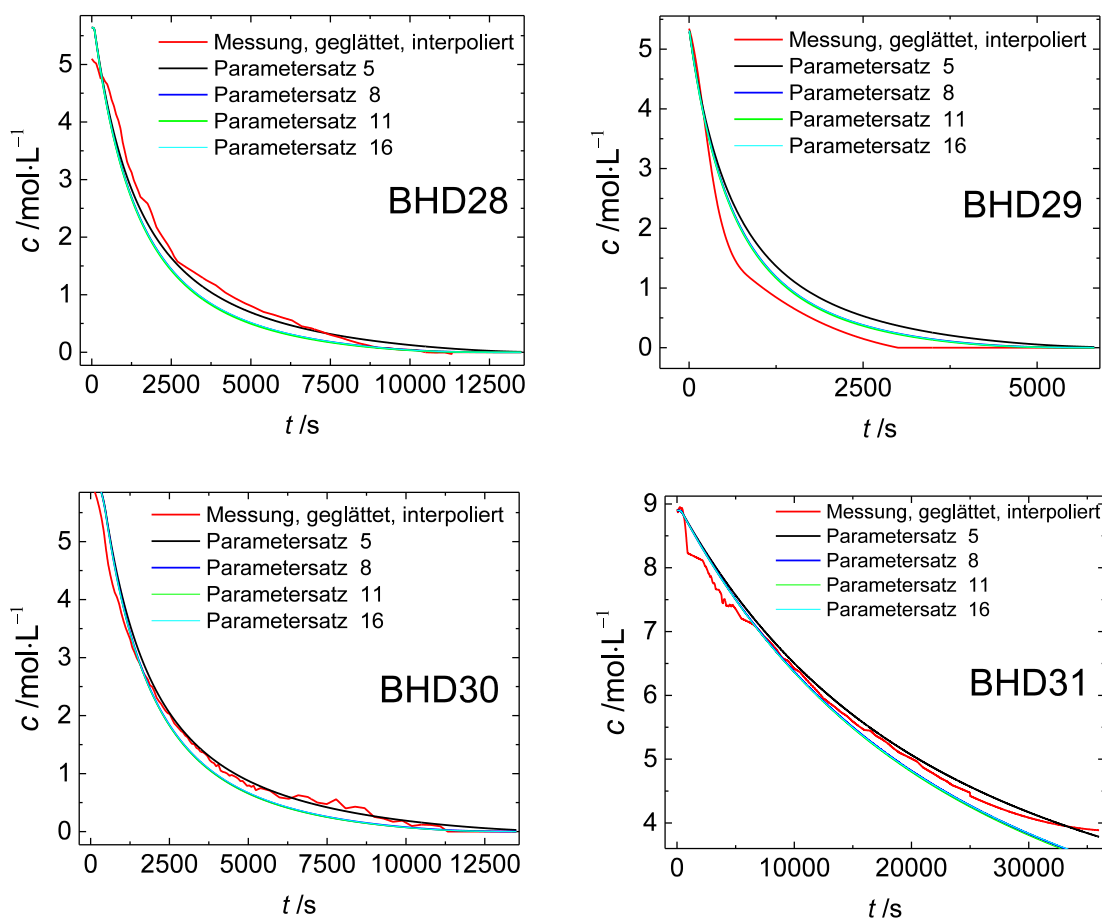 Messung, geglättet, interpoliert
Parametersatz 5
Parametersatz 8
Parametersatz 11
Parametersatz 16
BHD28
c /mol·L⁻¹
5
4
3
2
1
0
0 2500 5000 7500 10000 12500
t /s
Messung, geglättet, interpoliert
Parametersatz 5
Parametersatz 8
Parametersatz 11
Parametersatz 16
BHD29
c /mol·L⁻¹
5
4
3
2
1
0
0 2500 5000
t /s
Messung, geglättet, interpoliert
Parametersatz 5
Parametersatz 8
Parametersatz 11
Parametersatz 16
BHD30
c /mol·L⁻¹
5
4
3
2
1
0
0 2500 5000 7500 10000 12500
t /s
Messung, geglättet, interpoliert
Parametersatz 5
Parametersatz 8
Parametersatz 11
Parametersatz 16
BHD31
c /mol·L⁻¹
9
8
7
6
5
4
0 10000 20000 30000
t /s